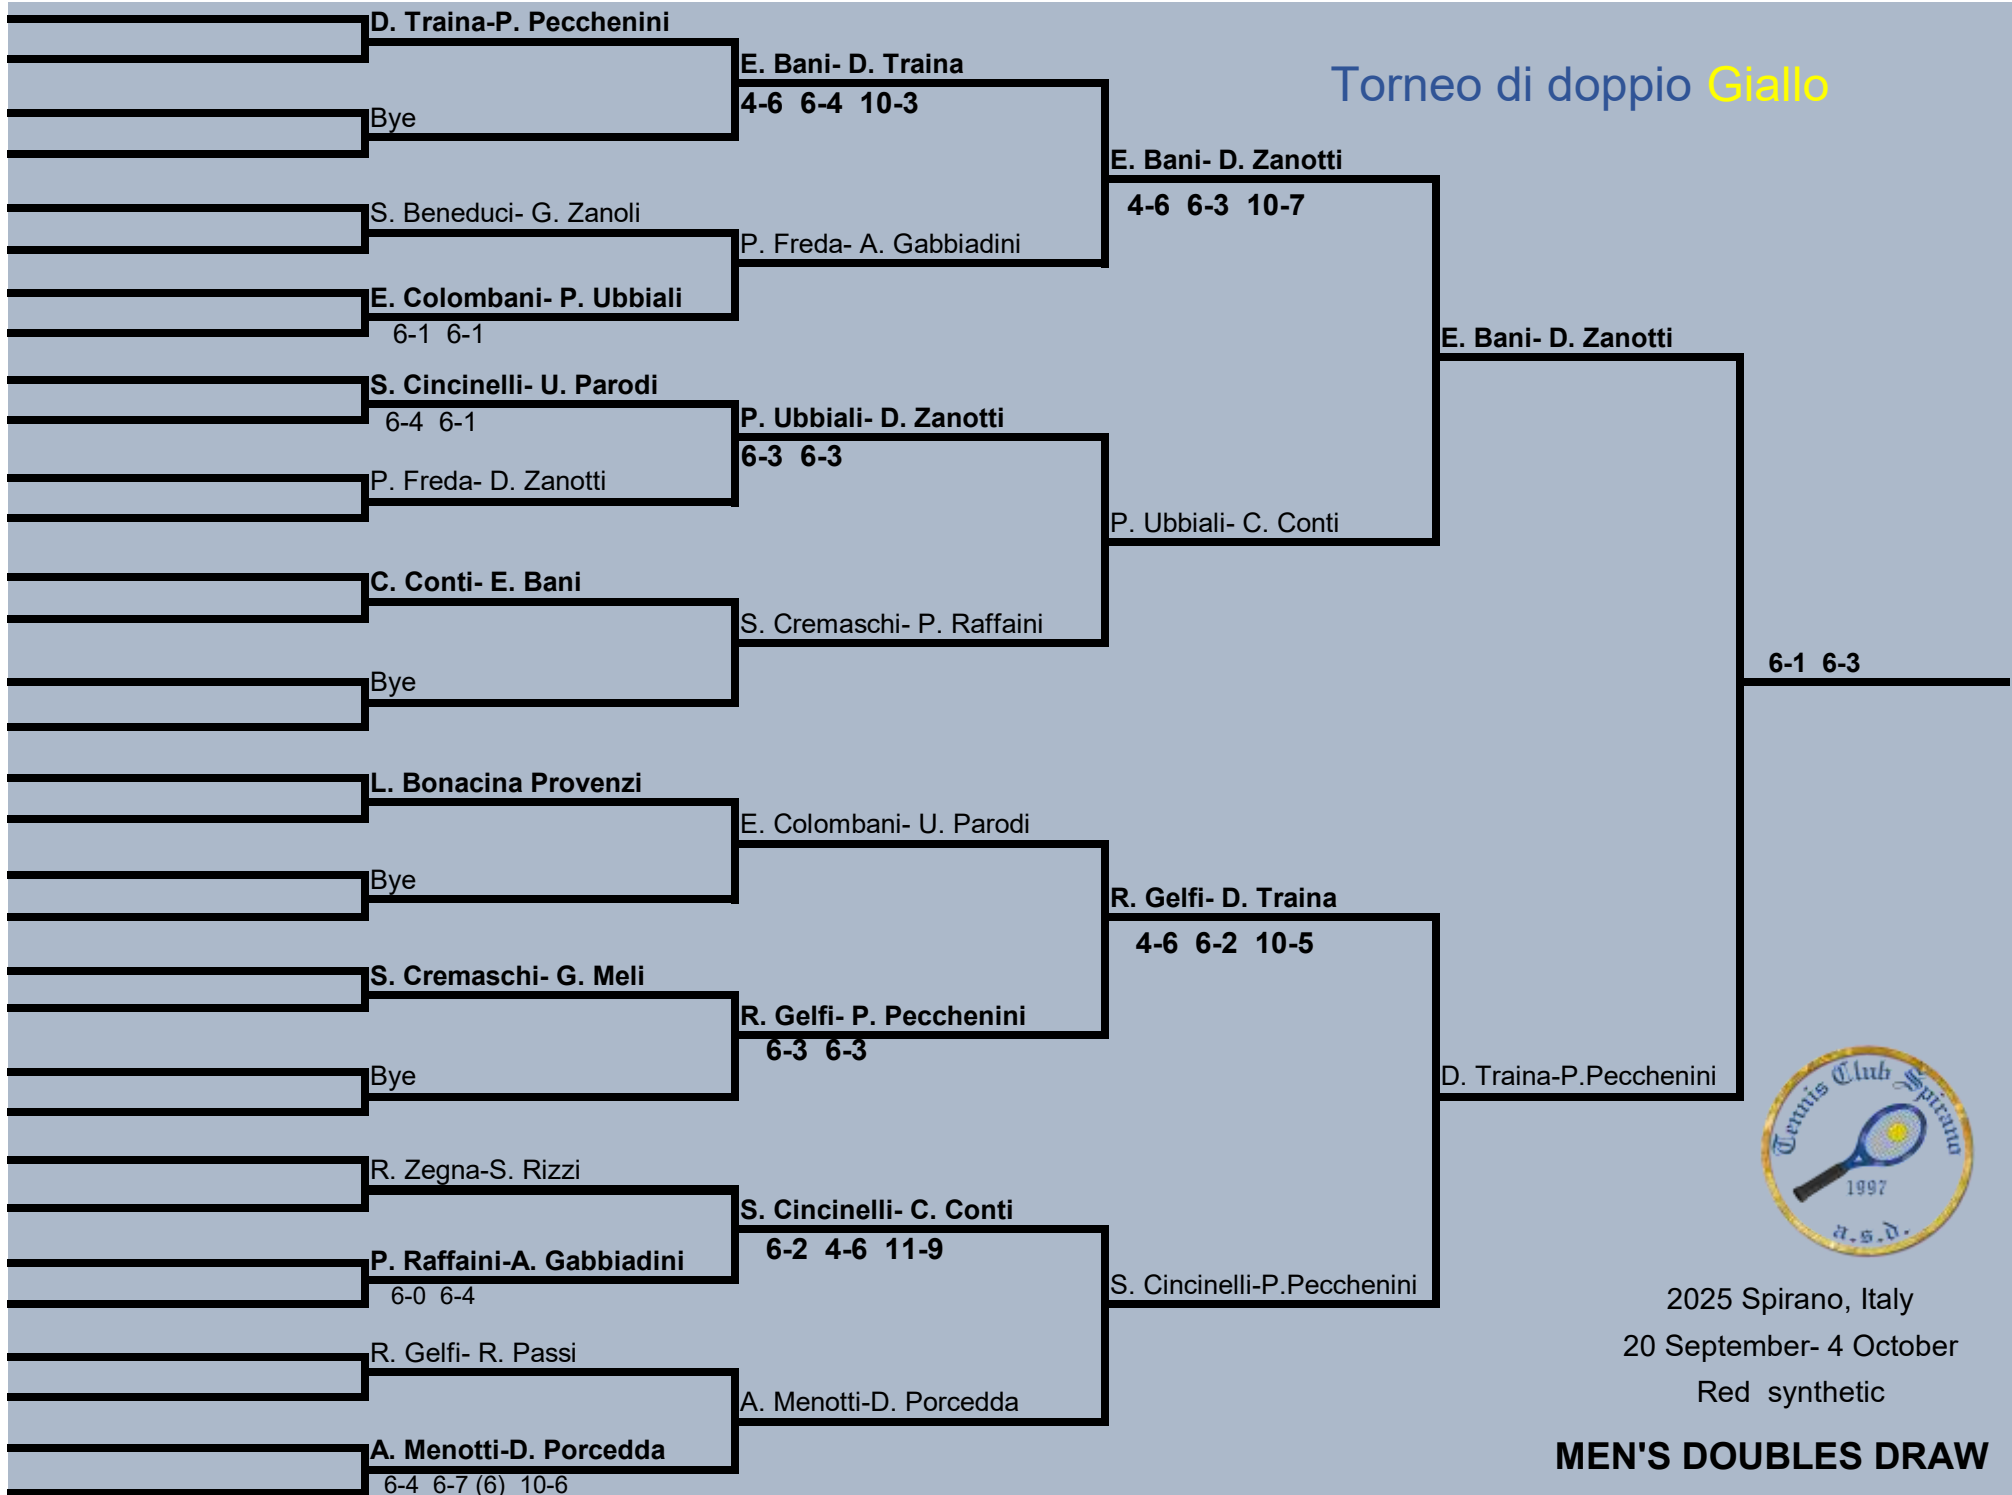 D. Traina-P. Pecchenini
Bye
S. Beneduci- G. Zanoli
E. Colombani- P. Ubbiali
6-1 6-1
S. Cincinelli- U. Parodi
6-4 6-1
P. Freda- D. Zanotti
C. Conti- E. Bani
Bye
L. Bonacina Provenzi
Bye
S. Cremaschi- G. Meli
Bye
R. Zegna-S. Rizzi
P. Raffaini-A. Gabbiadini
6-0 6-4
R. Gelfi- R. Passi
A. Menotti-D. Porcedda
6-4 6-7 (6) 10-6
E. Bani- D. Traina
4-6 6-4 10-3
P. Freda- A. Gabbiadini
P. Ubbiali- D. Zanotti
6-3 6-3
S. Cremaschi- P. Raffaini
E. Colombani- U. Parodi
R. Gelfi- P. Pecchenini
6-3 6-3
S. Cincinelli- C. Conti
6-2 4-6 11-9
A. Menotti-D. Porcedda
E. Bani- D. Zanotti
4-6 6-3 10-7
P. Ubbiali- C. Conti
R. Gelfi- D. Traina
4-6 6-2 10-5
S. Cincinelli-P.Pecchenini
E. Bani- D. Zanotti
D. Traina-P.Pecchenini
6-1 6-3
Torneo di doppio Giallo
Tennis Club Spirano
1997
a.s.d.
2025 Spirano, Italy
20 September- 4 October
Red synthetic
MEN'S DOUBLES DRAW